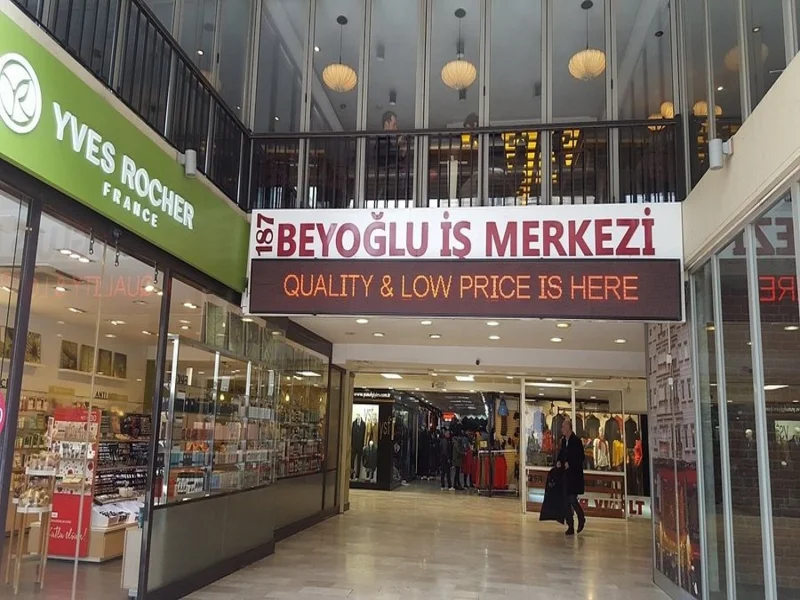 YVES ROCHER
FRANCE
187
BEYOĞLU İŞ MERKEZİ
QUALITY & LOW PRICE IS HERE